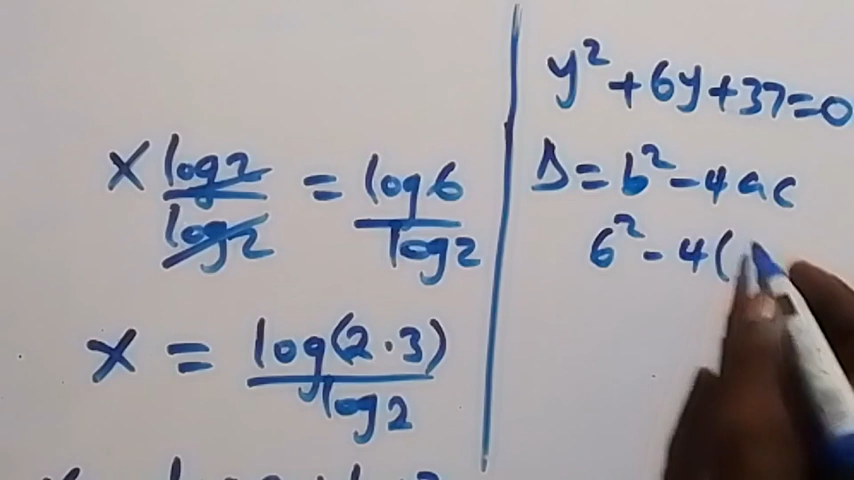 x log2/log2 = log6/log2
x = log(2·3)/log2
y² + 6y + 37 = 0
Δ = b² - 4ac
6² - 4(